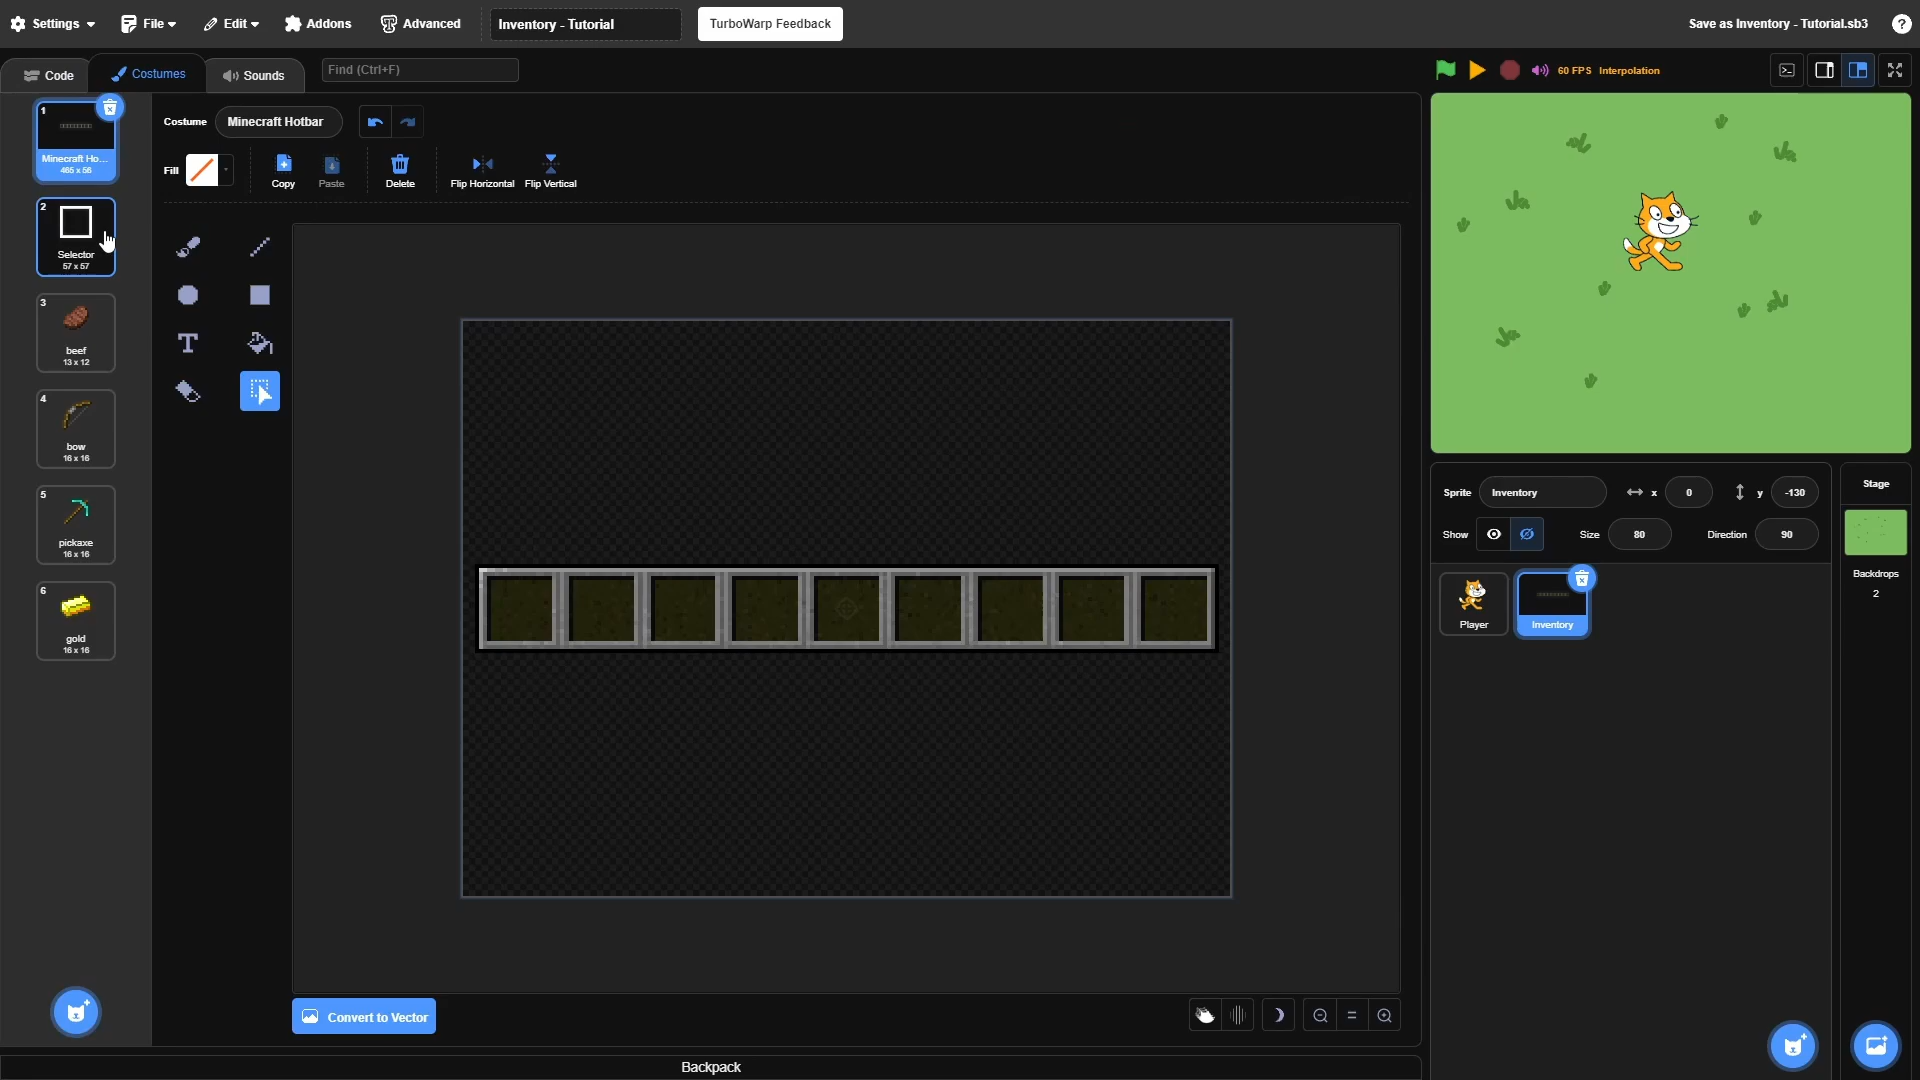 Settings File Edit Addons Advanced Inventory - Tutorial TurboWarp Feedback Save as Inventory - Tutorial.sb3 ?
Code Costumes Sounds Find (Ctrl+F) 60 FPS Interpolation
1
Minecraft Ho...
465 x 56
2
Selector
57 x 57
3
beef
13 x 12
4
bow
16 x 16
5
pickaxe
16 x 16
6
gold
16 x 16
Costume Minecraft Hotbar
Fill Copy Paste Delete Flip Horizontal Flip Vertical
T
Convert to Vector
Backpack
Sprite Inventory x 0 y -130
Show Size 80 Direction 90
Player
Inventory
Stage
Backdrops
2